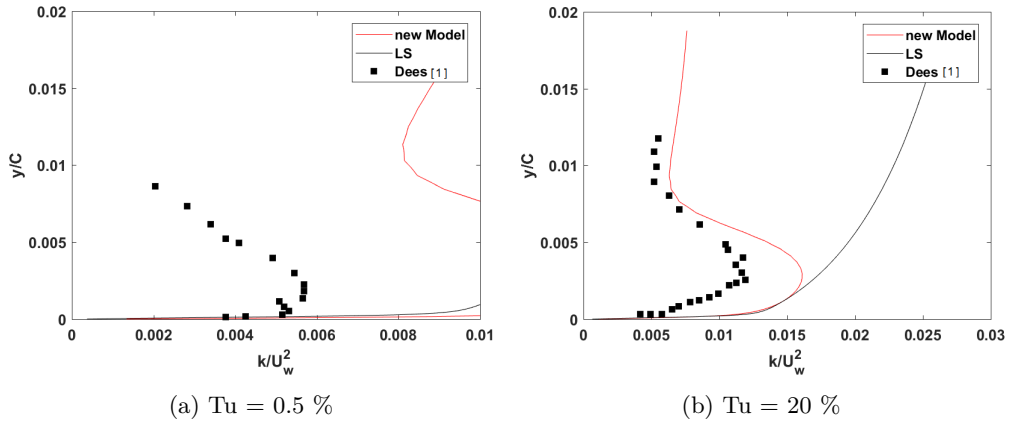 0.02
0.015
0.01
0.005
0
y/C
0 0.002 0.004 0.006 0.008 0.01
k/U_w^2
new Model
LS
Dees [1]
(a) Tu = 0.5 %
0.02
0.015
0.01
0.005
0
y/C
0 0.005 0.01 0.015 0.02 0.025 0.03
k/U_w^2
new Model
LS
Dees [1]
(b) Tu = 20 %